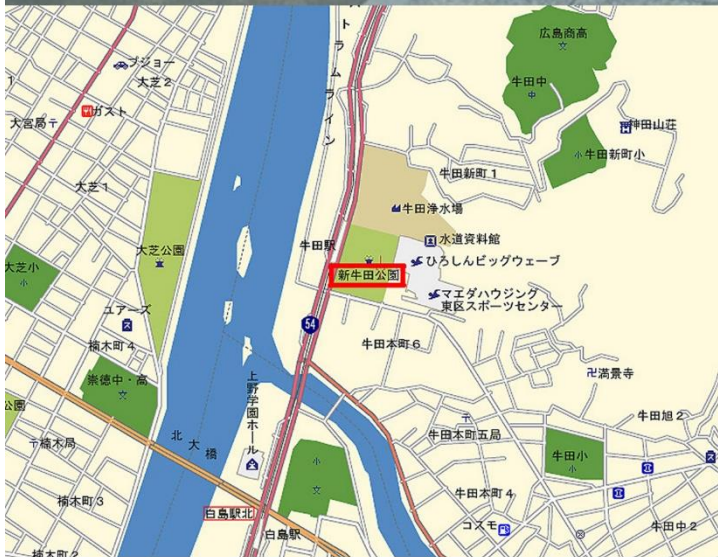 ストラムライン
広島商高
プジョー
大芝2
牛田中
ガスト
大宮局
神田山荘
牛田新町小
大芝1
牛田新町1
牛田浄水場
大芝公園
牛田駅
水道資料館
ひろしんビッグウェーブ
新牛田公園
大芝小
マエダハウジング
東区スポーツセンター
ユアーズ
54
楠木町4
牛田本町6
崇徳中・高
上野学園ホール
満景寺
公園
牛田旭2
北大橋
牛田本町五局
楠木局
牛田小
小
楠木町3
牛田本町4
白島駅北
コスモ
白島駅
牛田中2
楠木町2